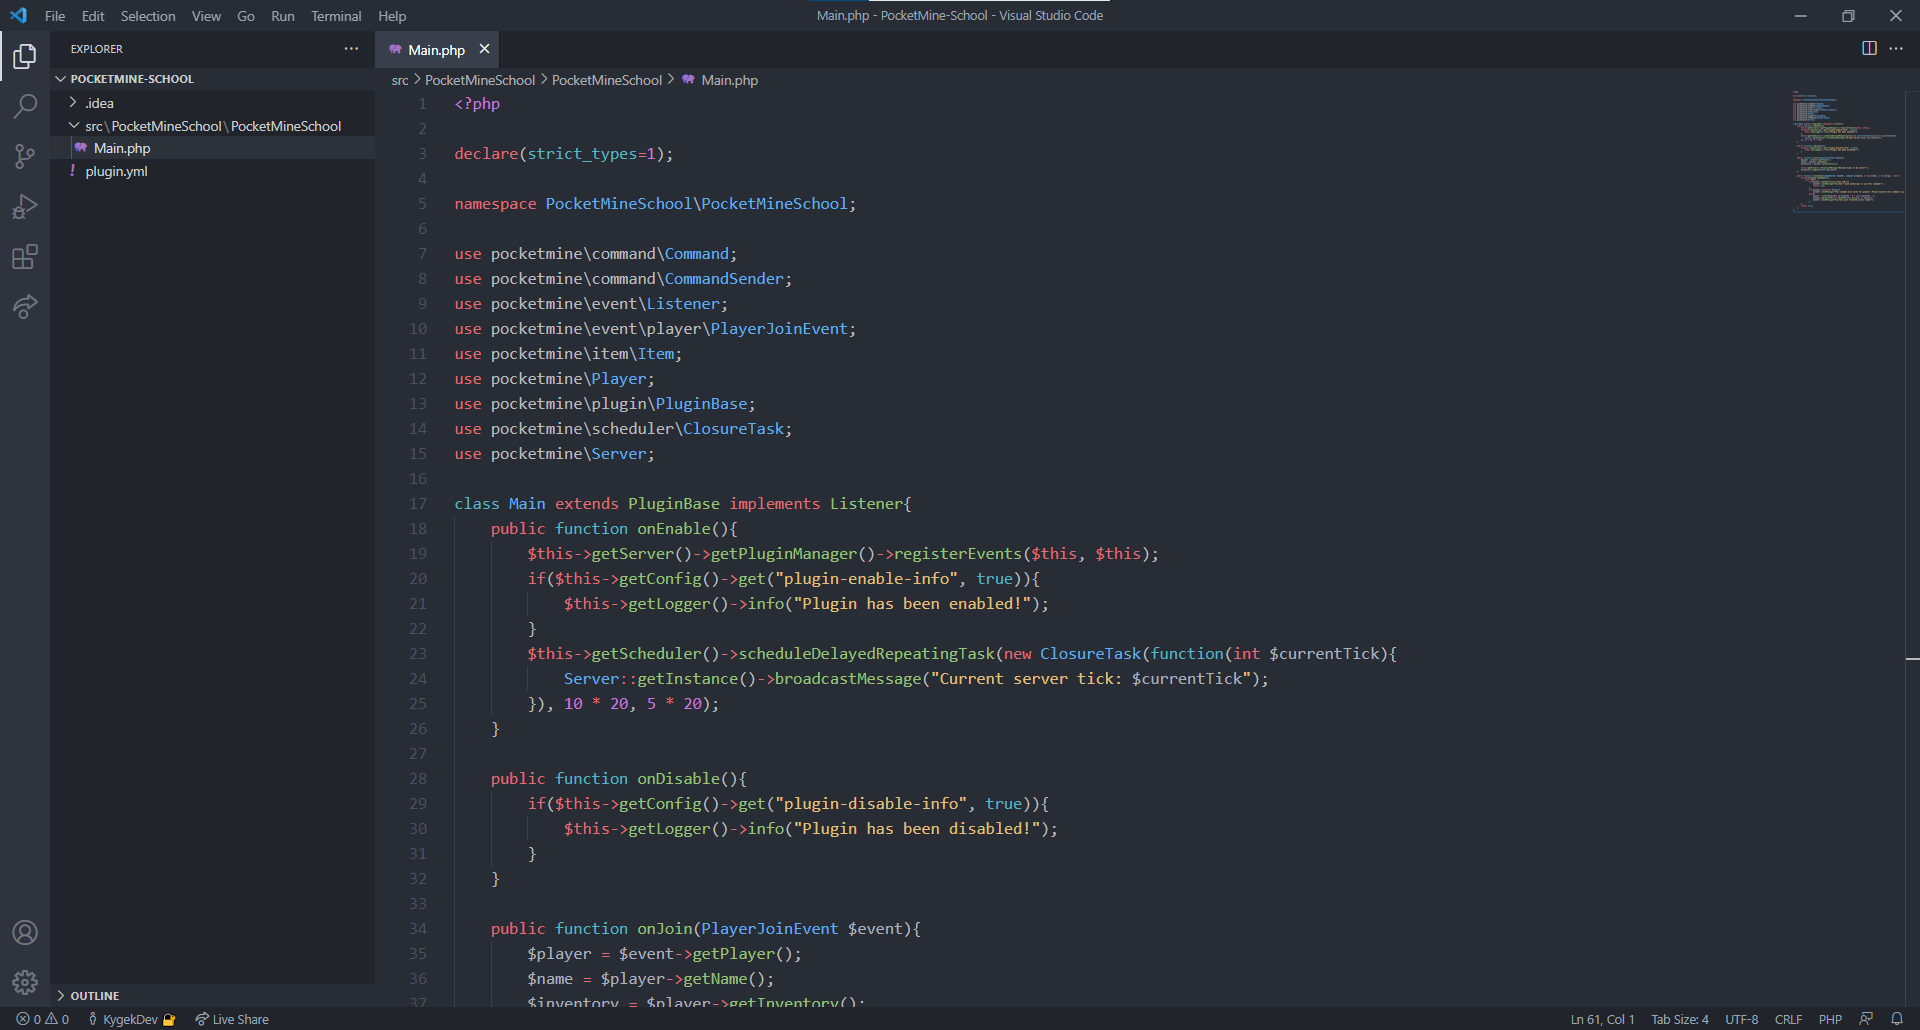 File Edit Selection View Go Run Terminal Help
Main.php - PocketMine-School - Visual Studio Code
EXPLORER
POCKETMINE-SCHOOL
.idea
src\PocketMineSchool\PocketMineSchool
Main.php
plugin.yml
OUTLINE
Main.php
src > PocketMineSchool > PocketMineSchool > Main.php
1 <?php
2
3 declare(strict_types=1);
4
5 namespace PocketMineSchool\PocketMineSchool;
6
7 use pocketmine\command\Command;
8 use pocketmine\command\CommandSender;
9 use pocketmine\event\Listener;
10 use pocketmine\event\player\PlayerJoinEvent;
11 use pocketmine\item\Item;
12 use pocketmine\Player;
13 use pocketmine\plugin\PluginBase;
14 use pocketmine\scheduler\ClosureTask;
15 use pocketmine\Server;
16
17 class Main extends PluginBase implements Listener{
18     public function onEnable(){
19         $this->getServer()->getPluginManager()->registerEvents($this, $this);
20         if($this->getConfig()->get("plugin-enable-info", true)){
21             $this->getLogger()->info("Plugin has been enabled!");
22         }
23         $this->getScheduler()->scheduleDelayedRepeatingTask(new ClosureTask(function(int $currentTick){
24             Server::getInstance()->broadcastMessage("Current server tick: $currentTick");
25         }), 10 * 20, 5 * 20);
26     }
27
28     public function onDisable(){
29         if($this->getConfig()->get("plugin-disable-info", true)){
30             $this->getLogger()->info("Plugin has been disabled!");
31         }
32     }
33
34     public function onJoin(PlayerJoinEvent $event){
35         $player = $event->getPlayer();
36         $name = $player->getName();
37         $inventory = $player->getInventory();
0 0 KygekDev Live Share
Ln 61, Col 1 Tab Size: 4 UTF-8 CRLF PHP